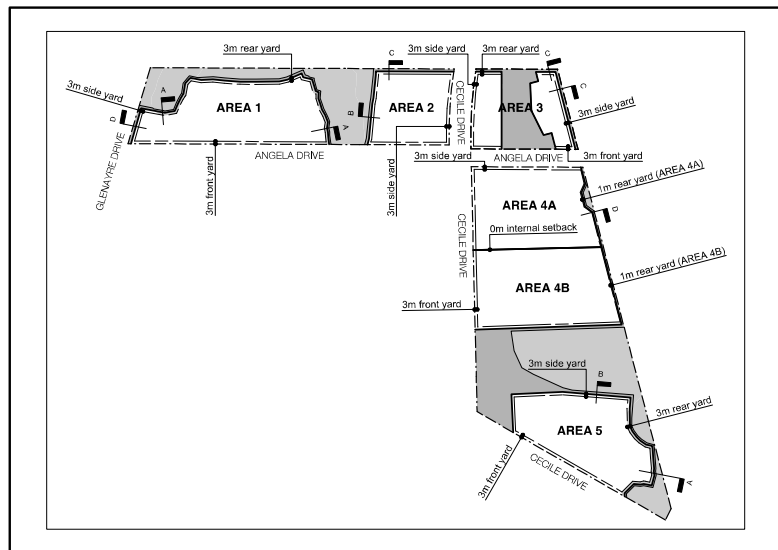 3m rear yard
3m side yard
3m rear yard
C
C
3m side yard
A
AREA 1
AREA 2
AREA 3
C
3m side yard
D
B
A
CECILE DRIVE
GLENAYRE DRIVE
ANGELA DRIVE
ANGELA DRIVE
3m front yard
3m side yard
3m front yard
3m side yard
1m rear yard (AREA 4A)
AREA 4A
D
0m internal setback
CECILE DRIVE
1m rear yard (AREA 4B)
AREA 4B
3m front yard
3m side yard
B
3m rear yard
AREA 5
3m front yard
CECILE DRIVE
A